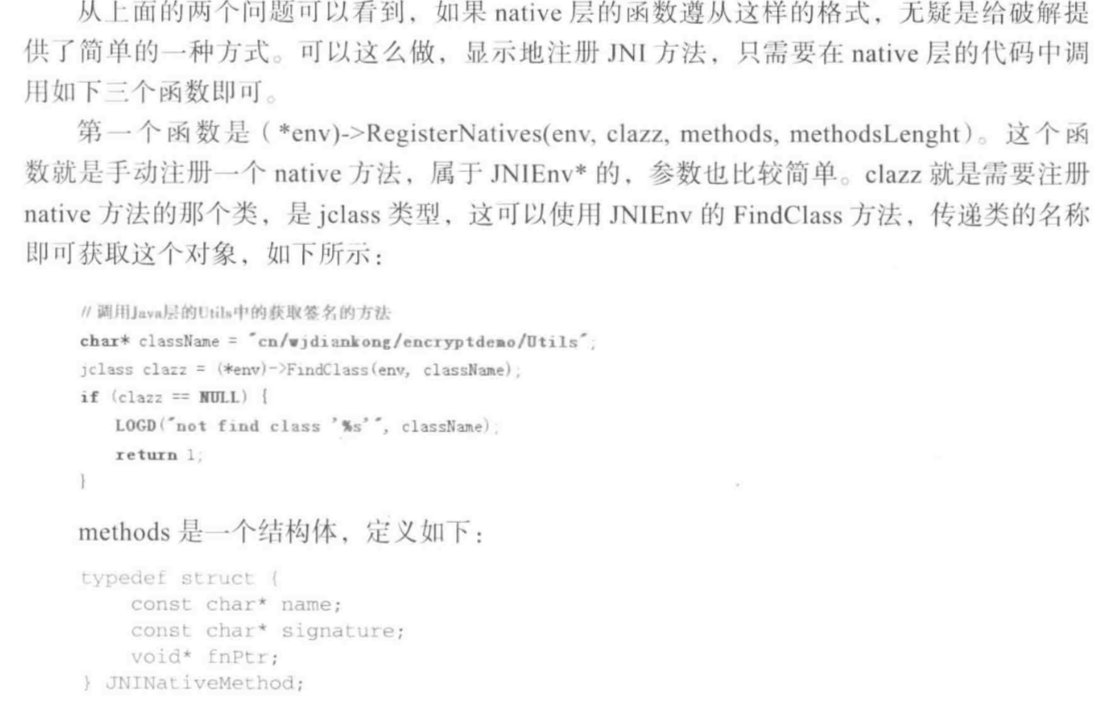 从上面的两个问题可以看到，如果 native 层的函数遵从这样的格式，无疑是给破解提
供了简单的一种方式。可以这么做，显示地注册 JNI 方法，只需要在 native 层的代码中调
用如下三个函数即可。
第一个函数是（*env)->RegisterNatives(env, clazz, methods, methodsLenght）。这个函
数就是手动注册一个 native 方法，属于 JNIEnv* 的，参数也比较简单。clazz 就是需要注册
native 方法的那个类，是 jclass 类型，这可以使用 JNIEnv 的 FindClass 方法，传递类的名称
即可获取这个对象，如下所示：
// 调用Java层的Utils中的获取签名的方法
char* className = "cn/wjdiankong/encryptdemo/Utils";
jclass clazz = (*env)->FindClass(env, className);
if (clazz == NULL) {
LOGD("not find class '%s'", className);
return 1;
}
methods 是一个结构体，定义如下：
typedef struct {
const char* name;
const char* signature;
void* fnPtr;
} JNINativeMethod;